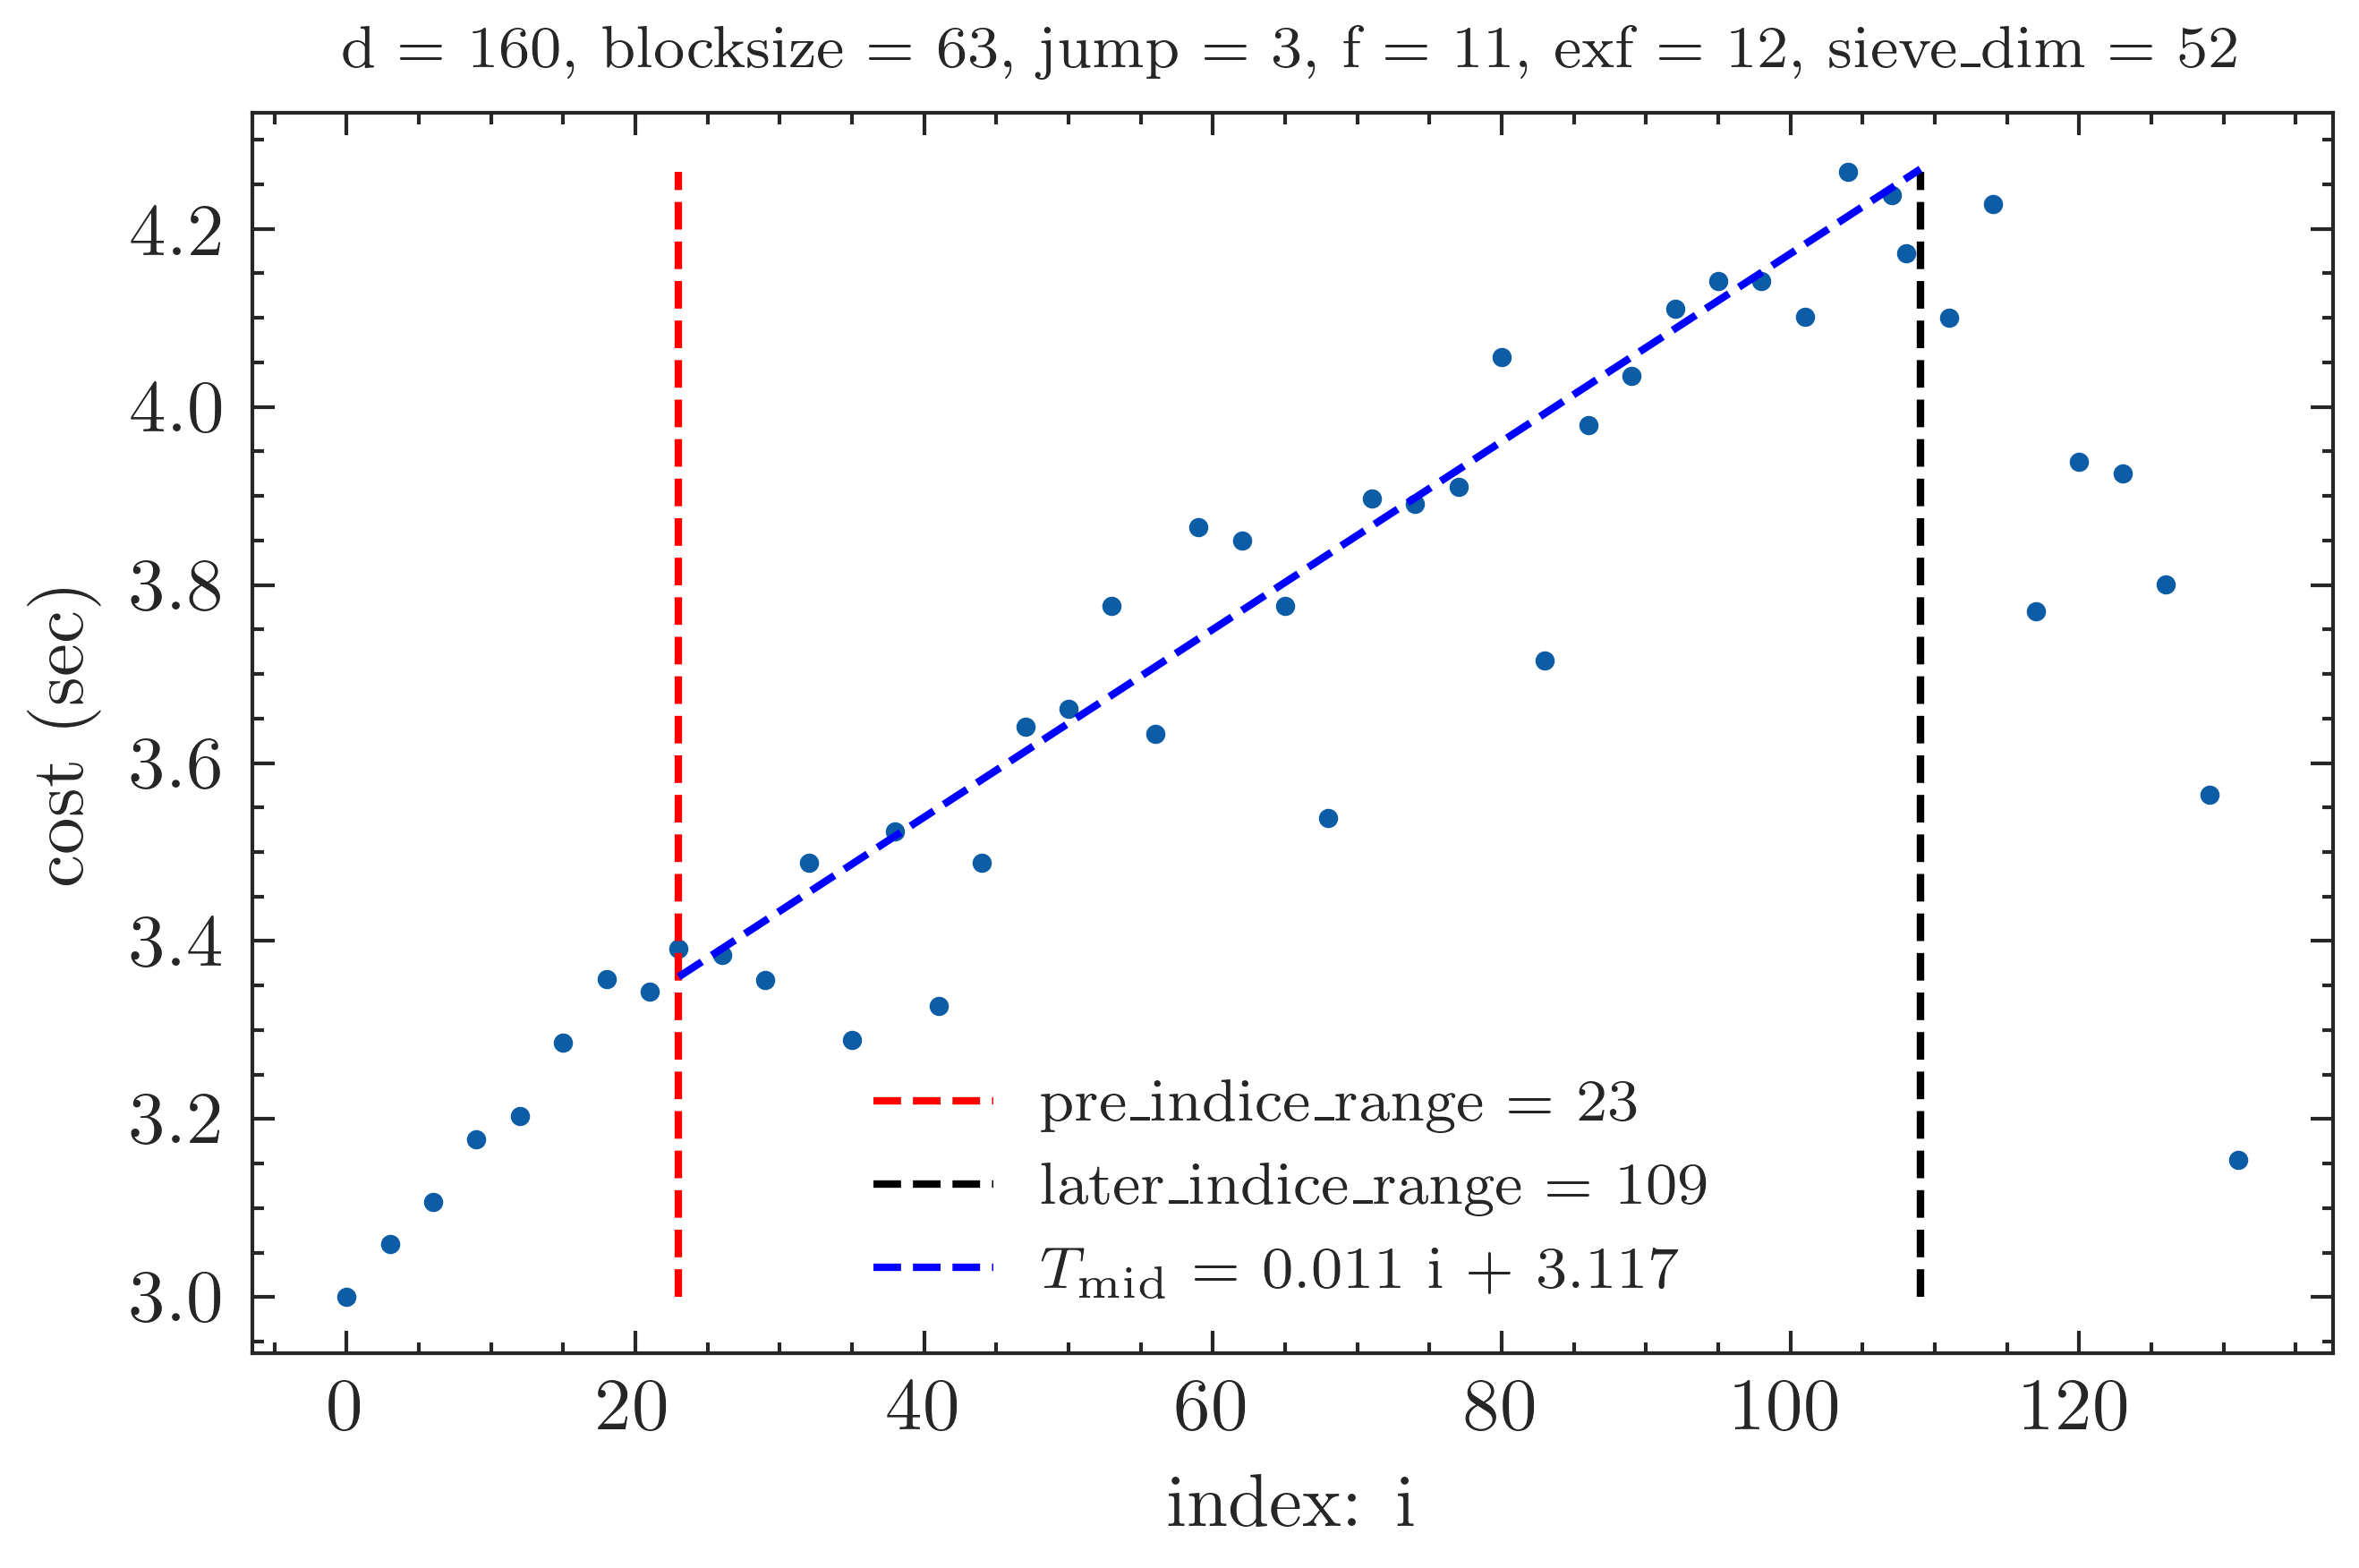 d = 160, blocksize = 63, jump = 3, f = 11, exf = 12, sieve_dim = 52
cost (sec)
4.2
4.0
3.8
3.6
3.4
3.2
3.0
pre_indice_range = 23
later_indice_range = 109
T_mid = 0.011 i + 3.117
0 20 40 60 80 100 120
index: i